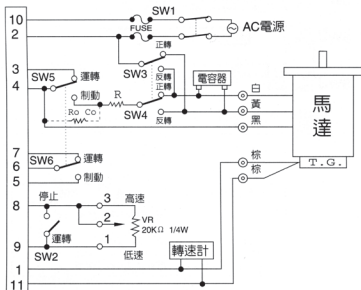 10
SW1
FUSE
AC電源
2
正轉
SW3
反轉
電容器
3
運轉
SW5
4
制動
R
正轉
白
Ro Co
SW4
反轉
黃
黑
馬達
7
運轉
SW6
6
制動
5
棕
棕
T.G.
8
停止
3
高速
2
VR
20KΩ 1/4W
運轉
1
9
低速
SW2
轉速計
1
11